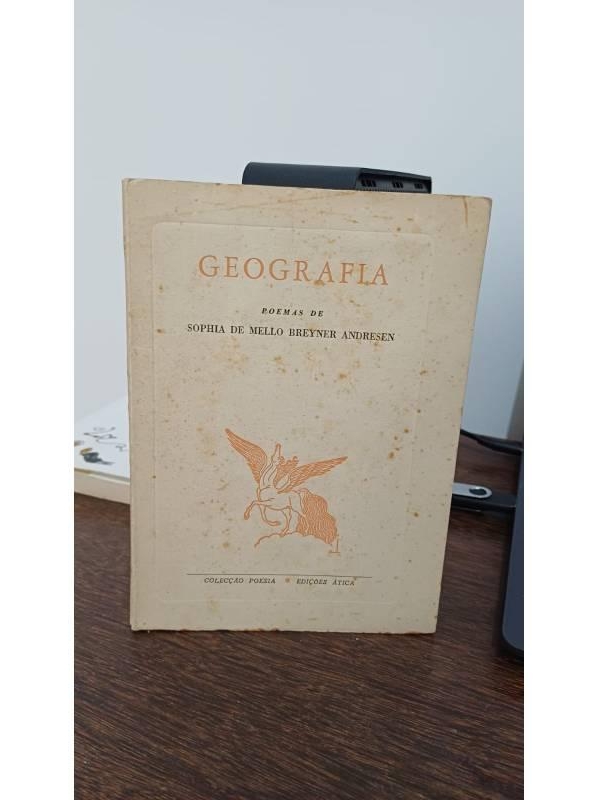 GEOGRAFIA
POEMAS DE
SOPHIA DE MELLO BREYNER ANDRESEN
COLECÇÃO POESIA * EDIÇÕES ÁTICA